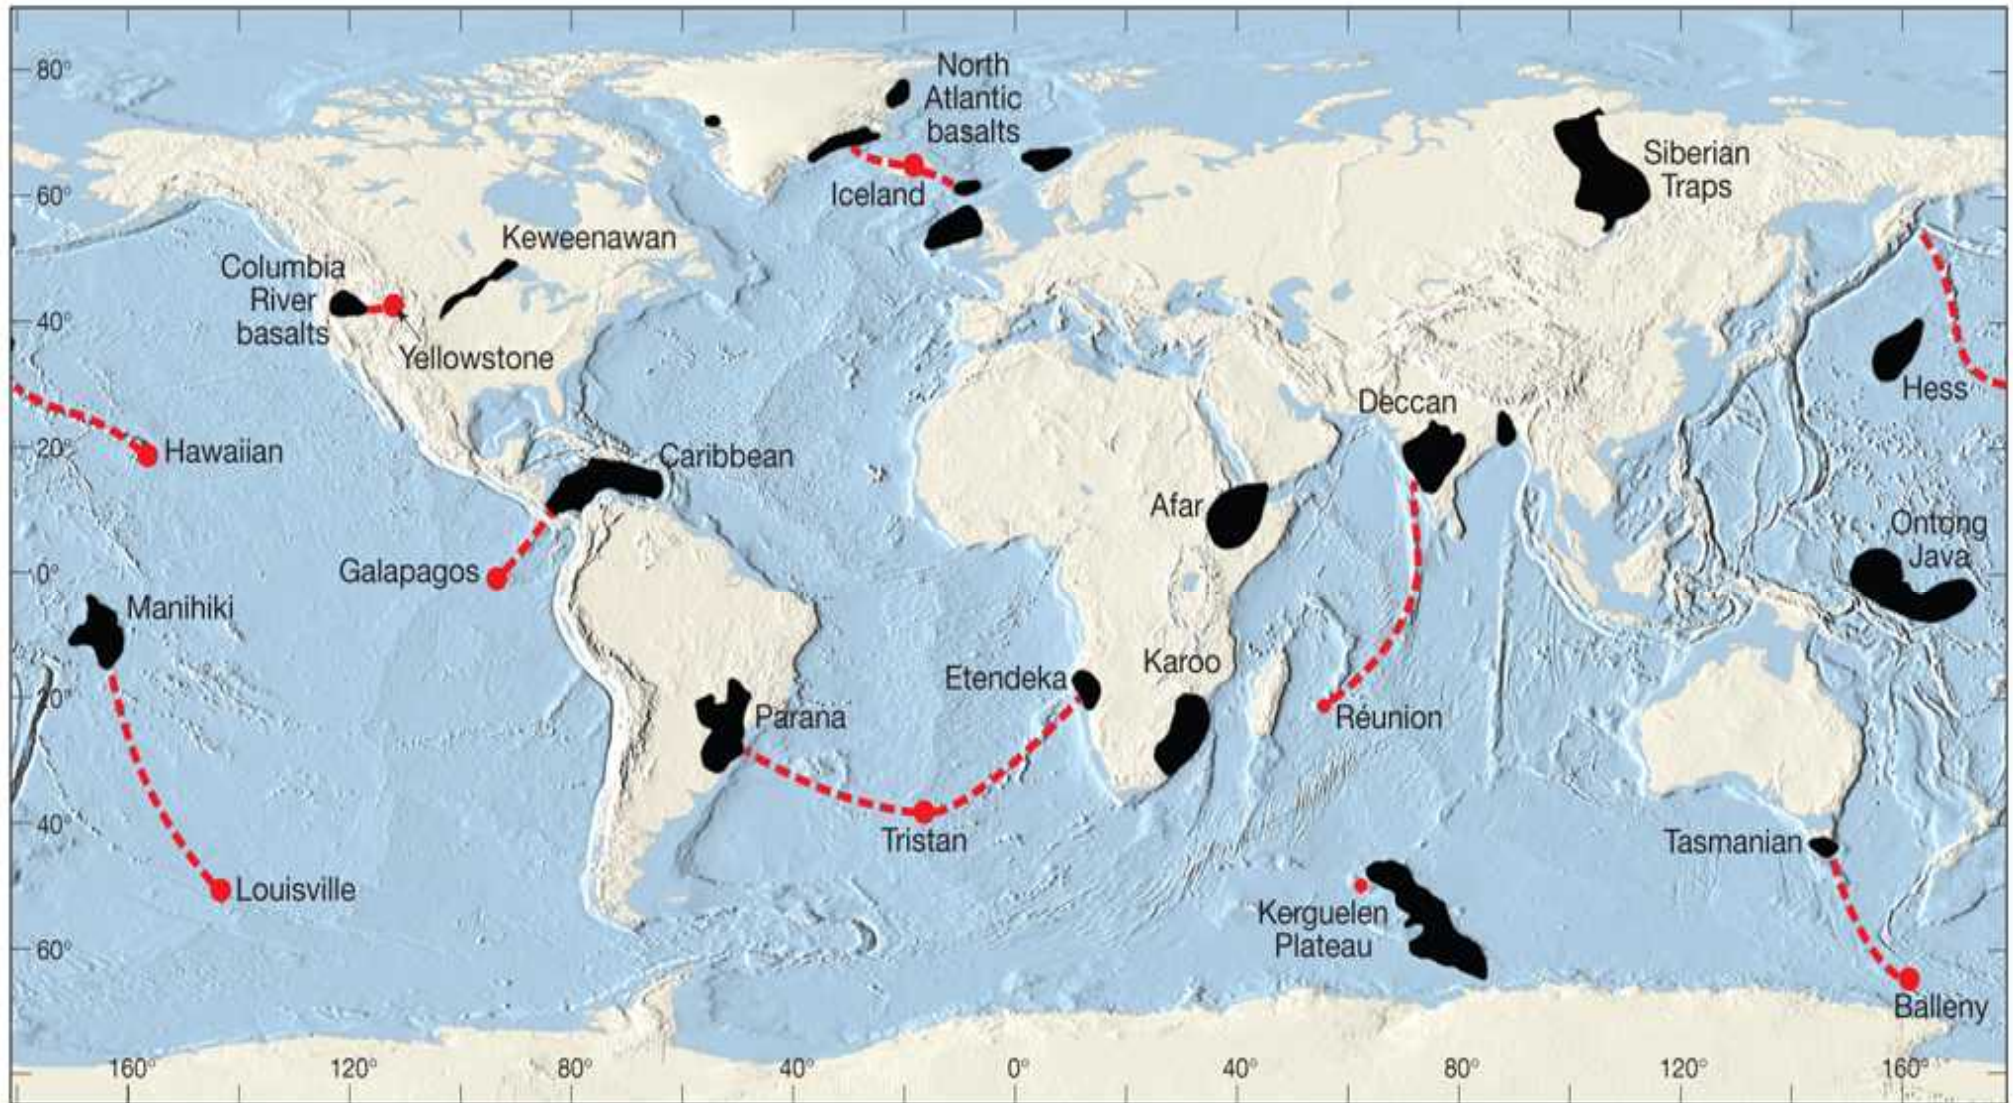 80°
60°
40°
20°
0°
20°
40°
60°
North
Atlantic
basalts
Iceland
Siberian
Traps
Keweenawan
Columbia
River
basalts
Yellowstone
Hess
Deccan
Hawaiian
Caribbean
Afar
Ontong
Java
Galapagos
Manihiki
Etendeka
Karoo
Parana
Réunion
Tristan
Tasmanian
Louisville
Kerguelen
Plateau
Balleny
160° 120° 80° 40° 0° 40° 80° 120° 160°